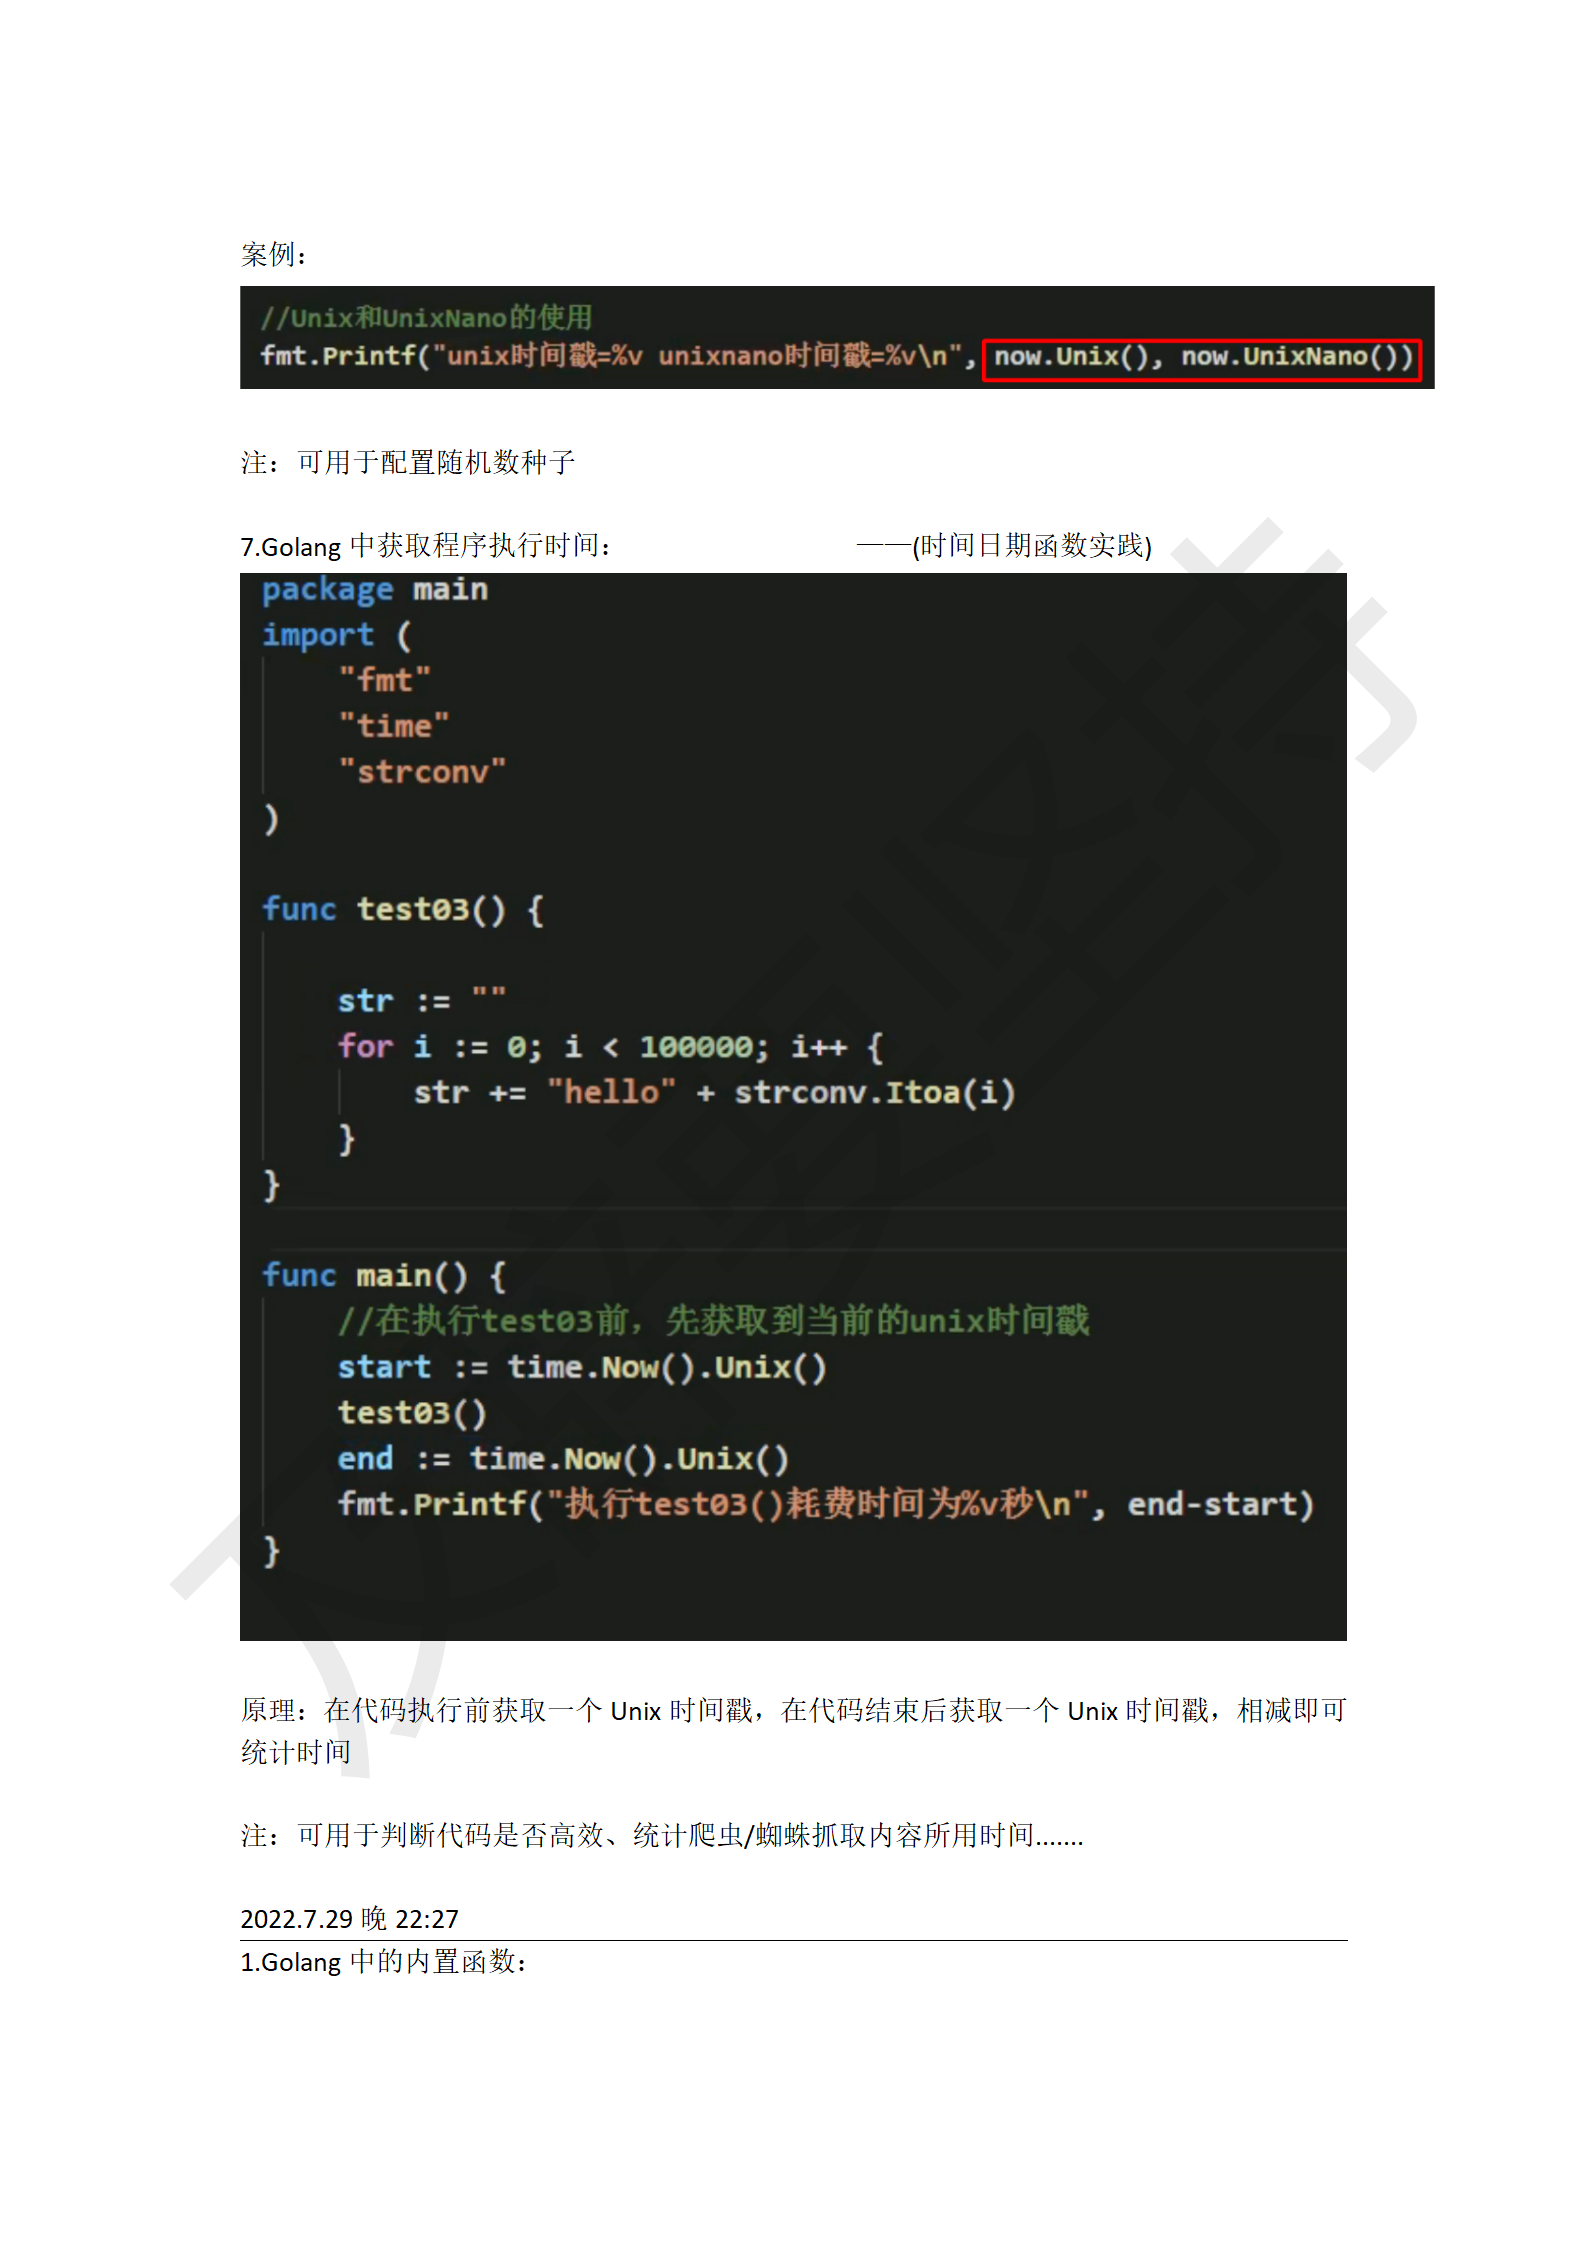 案例：
//Unix和UnixNano的使用
fmt.Printf("unix时间戳=%v unixnano时间戳=%v\n", now.Unix(), now.UnixNano())
注：可用于配置随机数种子
7.Golang 中获取程序执行时间： ——(时间日期函数实践)
package main
import (
"fmt"
"time"
"strconv"
)
func test03() {
str := ""
for i := 0; i < 100000; i++ {
str += "hello" + strconv.Itoa(i)
}
}
func main() {
//在执行test03前，先获取到当前的unix时间戳
start := time.Now().Unix()
test03()
end := time.Now().Unix()
fmt.Printf("执行test03()耗费时间为%v秒\n", end-start)
}
原理：在代码执行前获取一个 Unix 时间戳，在代码结束后获取一个 Unix 时间戳，相减即可
统计时间
注：可用于判断代码是否高效、统计爬虫/蜘蛛抓取内容所用时间.......
2022.7.29 晚 22:27
1.Golang 中的内置函数：